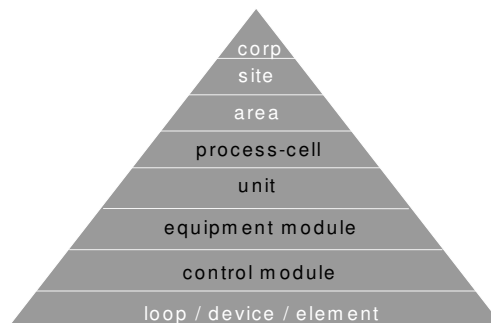 corp
site
area
process-cell
unit
equipment module
control module
loop / device / element